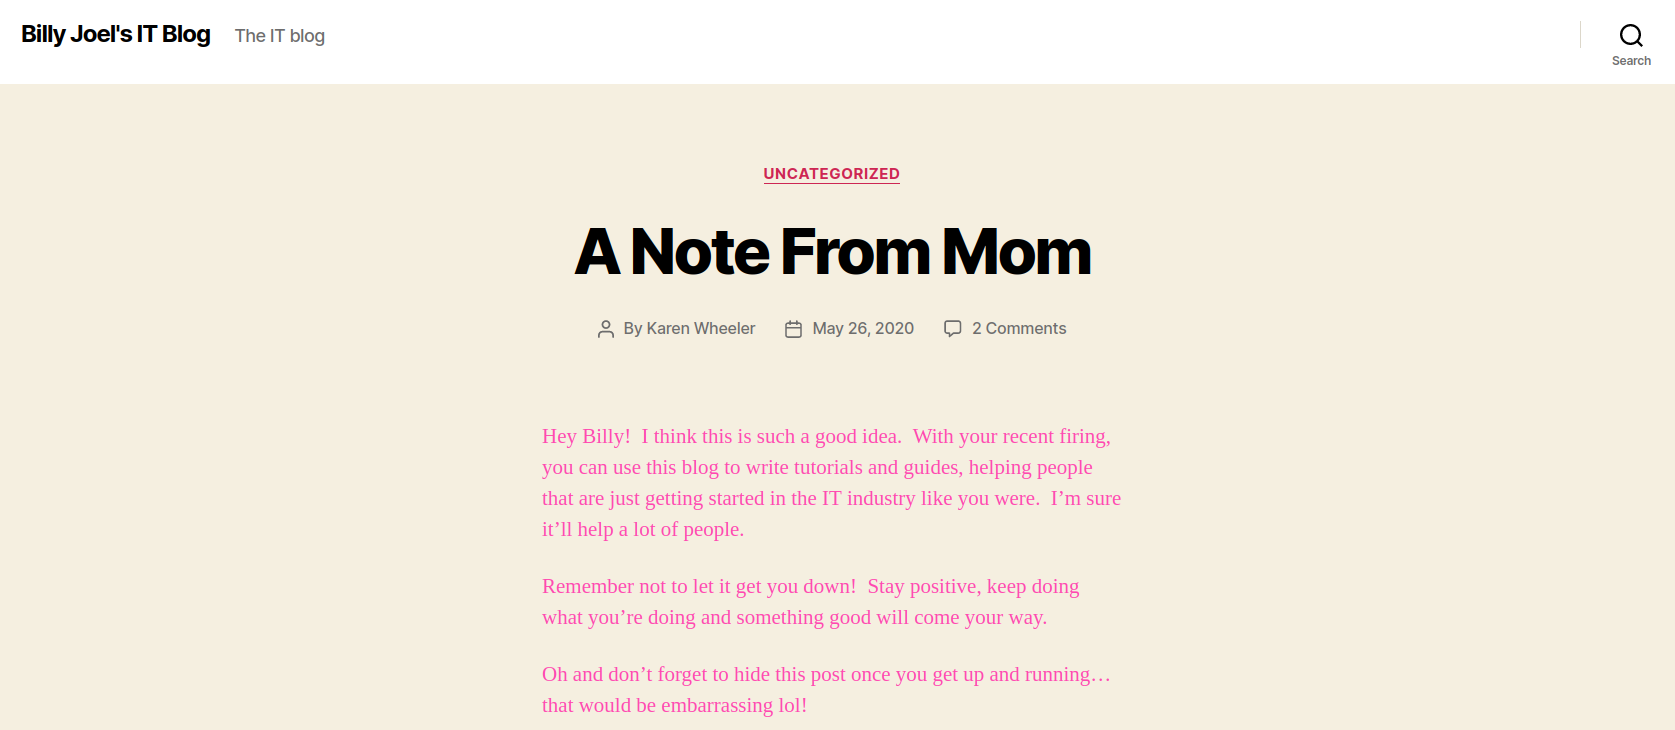 Billy Joel's IT Blog The IT blog
Search
UNCATEGORIZED
A Note From Mom
By Karen Wheeler May 26, 2020 2 Comments
Hey Billy!  I think this is such a good idea.  With your recent firing,
you can use this blog to write tutorials and guides, helping people
that are just getting started in the IT industry like you were.  I’m sure
it’ll help a lot of people.
Remember not to let it get you down!  Stay positive, keep doing
what you’re doing and something good will come your way.
Oh and don’t forget to hide this post once you get up and running…
that would be embarrassing lol!